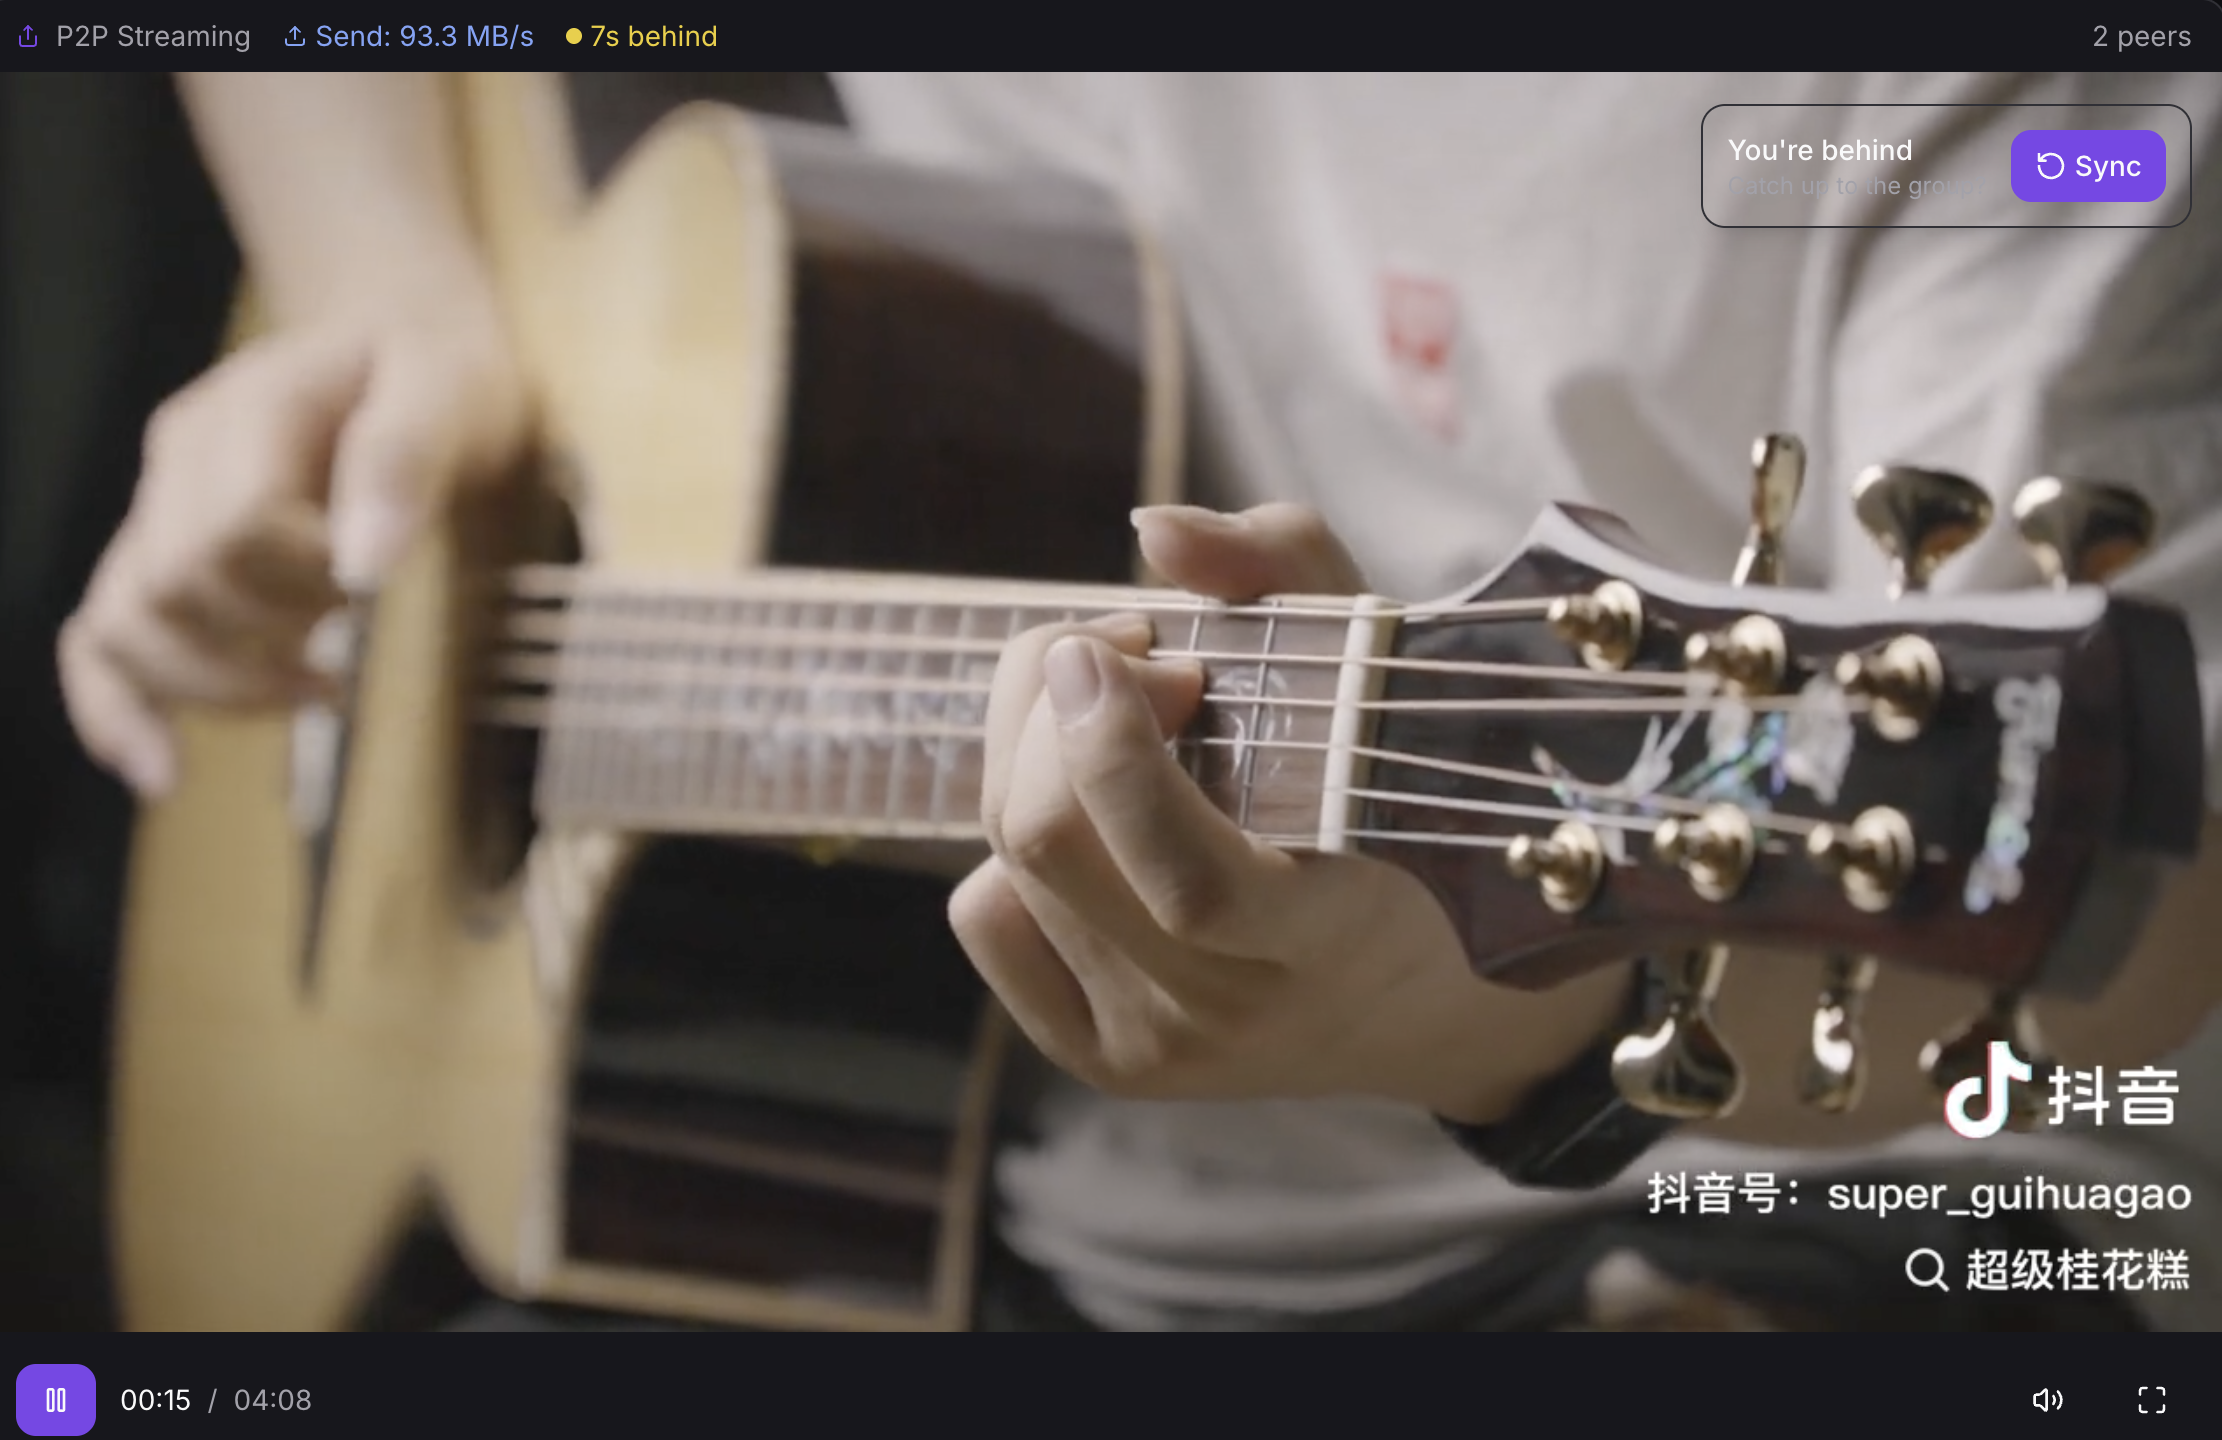 P2P Streaming
Send: 93.3 MB/s
7s behind
2 peers
You're behind
Catch up to the group
Sync
抖音
抖音号：super_guihuagao
超级桂花糕
00:15 / 04:08